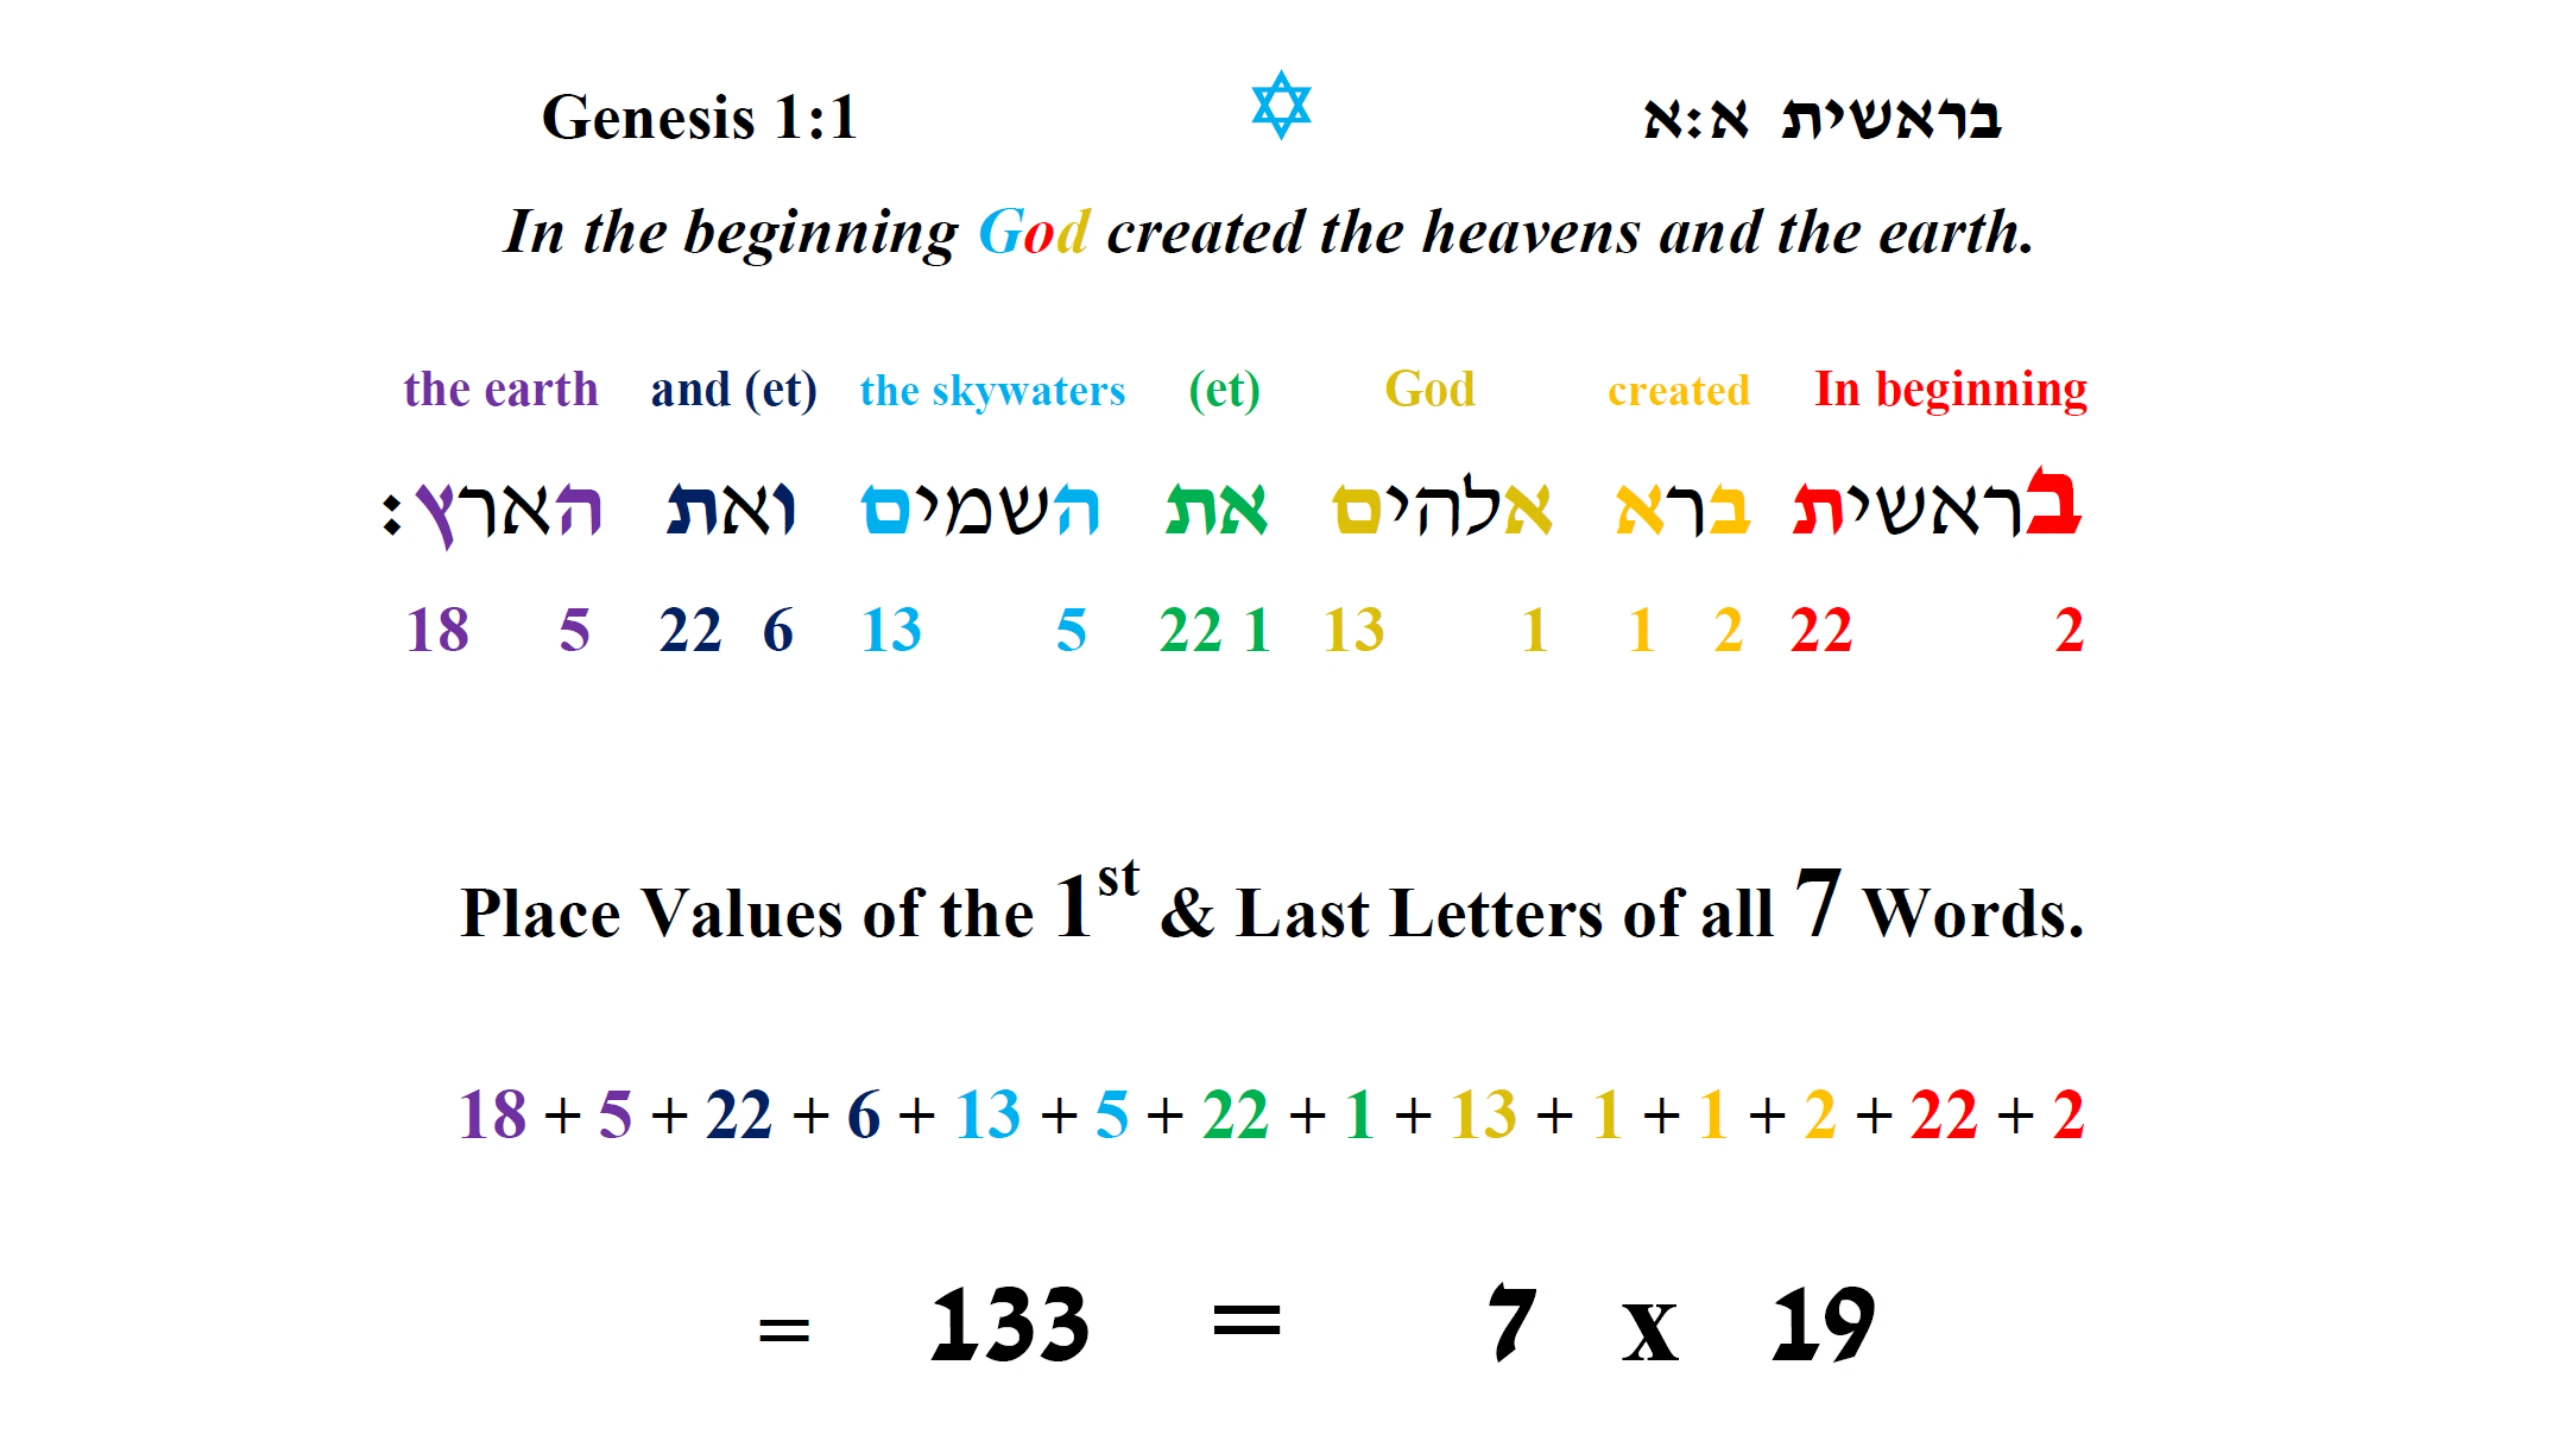 Genesis 1:1 ✡ בראשית א:א
In the beginning God created the heavens and the earth.
the earth and (et) the skywaters (et) God created In beginning
בראשית ברא אלהים את השמים ואת הארץ:
18 5 22 6 13 5 22 1 13 1 1 2 22 2
Place Values of the 1st & Last Letters of all 7 Words.
18 + 5 + 22 + 6 + 13 + 5 + 22 + 1 + 13 + 1 + 1 + 2 + 22 + 2
= 133 = 7 x 19